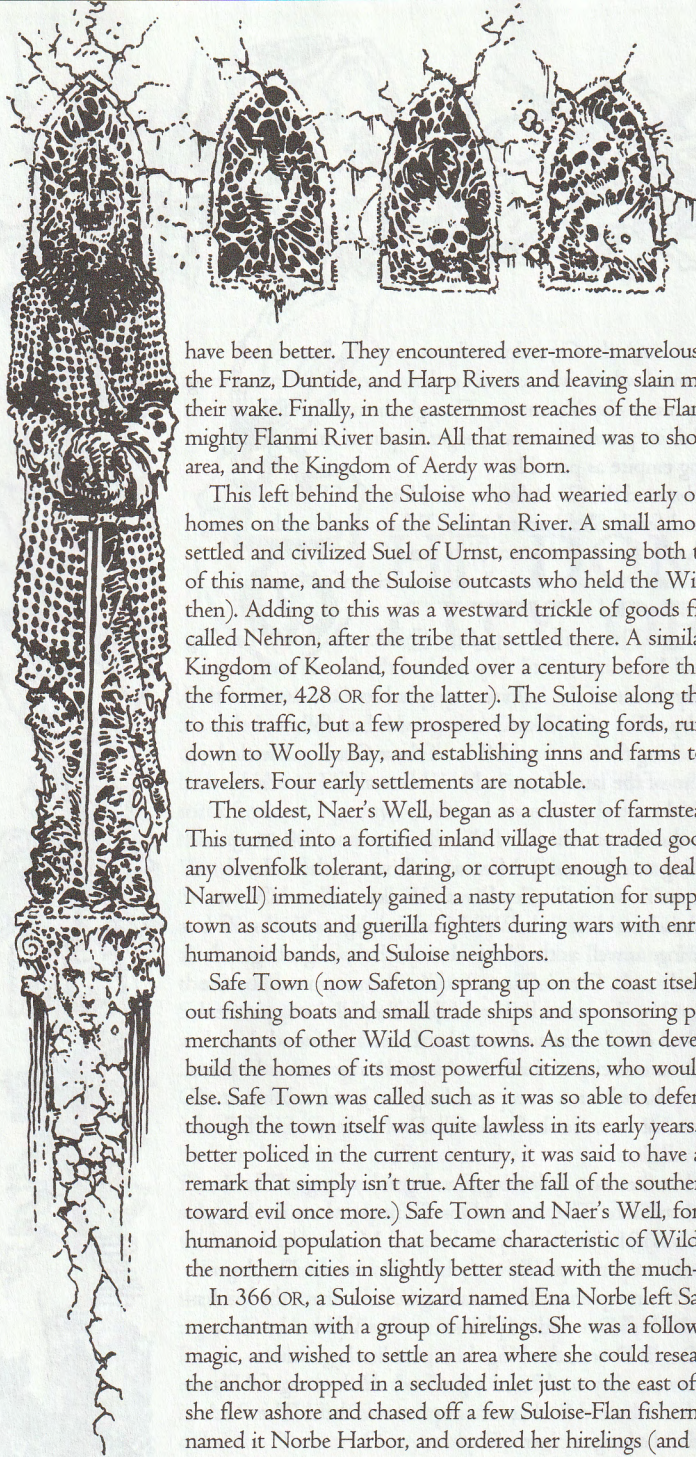 have been better. They encountered ever-more-marvelous
the Franz, Duntide, and Harp Rivers and leaving slain m
their wake. Finally, in the easternmost reaches of the Flan
mighty Flanmi River basin. All that remained was to sho
area, and the Kingdom of Aerdy was born.
This left behind the Suloise who had wearied early o
homes on the banks of the Selintan River. A small amo
settled and civilized Suel of Urnst, encompassing both t
of this name, and the Suloise outcasts who held the Wi
then). Adding to this was a westward trickle of goods f
called Nehron, after the tribe that settled there. A simila
Kingdom of Keoland, founded over a century before th
the former, 428 OR for the latter). The Suloise along th
to this traffic, but a few prospered by locating fords, ru
down to Woolly Bay, and establishing inns and farms t
travelers. Four early settlements are notable.
The oldest, Naer's Well, began as a cluster of farmstea
This turned into a fortified inland village that traded goo
any olvenfolk tolerant, daring, or corrupt enough to deal
Narwell) immediately gained a nasty reputation for supp
town as scouts and guerilla fighters during wars with enr
humanoid bands, and Suloise neighbors.
Safe Town (now Safeton) sprang up on the coast itsel
out fishing boats and small trade ships and sponsoring p
merchants of other Wild Coast towns. As the town deve
build the homes of its most powerful citizens, who woul
else. Safe Town was called such as it was so able to defe
though the town itself was quite lawless in its early years.
better policed in the current century, it was said to have a
remark that simply isn't true. After the fall of the souther
toward evil once more.) Safe Town and Naer's Well, for
humanoid population that became characteristic of Wild
the northern cities in slightly better stead with the much-
In 366 OR, a Suloise wizard named Ena Norbe left Sa
merchantman with a group of hirelings. She was a follow
magic, and wished to settle an area where she could resea
the anchor dropped in a secluded inlet just to the east of
she flew ashore and chased off a few Suloise-Flan fishern
named it Norbe Harbor, and ordered her hirelings (and